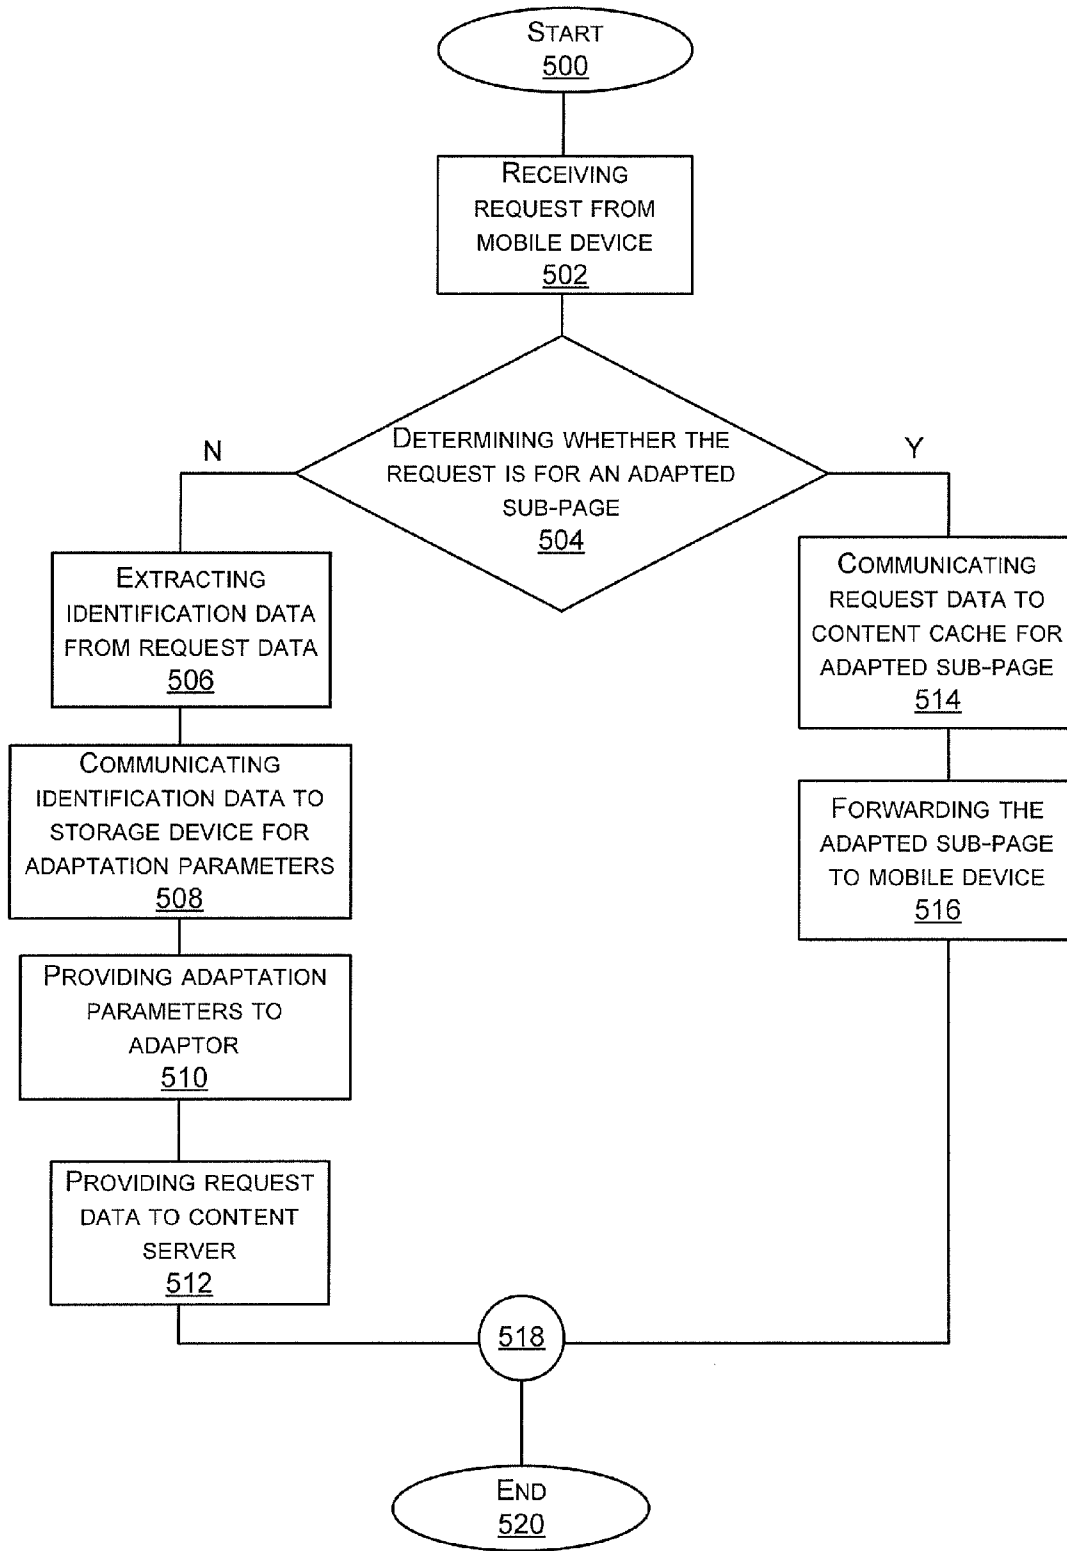 START
500
RECEIVING
REQUEST FROM
MOBILE DEVICE
502
DETERMINING WHETHER THE
REQUEST IS FOR AN ADAPTED
SUB-PAGE
504
N
Y
EXTRACTING
IDENTIFICATION DATA
FROM REQUEST DATA
506
COMMUNICATING
IDENTIFICATION DATA TO
STORAGE DEVICE FOR
ADAPTATION PARAMETERS
508
PROVIDING ADAPTATION
PARAMETERS TO
ADAPTOR
510
PROVIDING REQUEST
DATA TO CONTENT
SERVER
512
COMMUNICATING
REQUEST DATA TO
CONTENT CACHE FOR
ADAPTED SUB-PAGE
514
FORWARDING THE
ADAPTED SUB-PAGE
TO MOBILE DEVICE
516
518
END
520